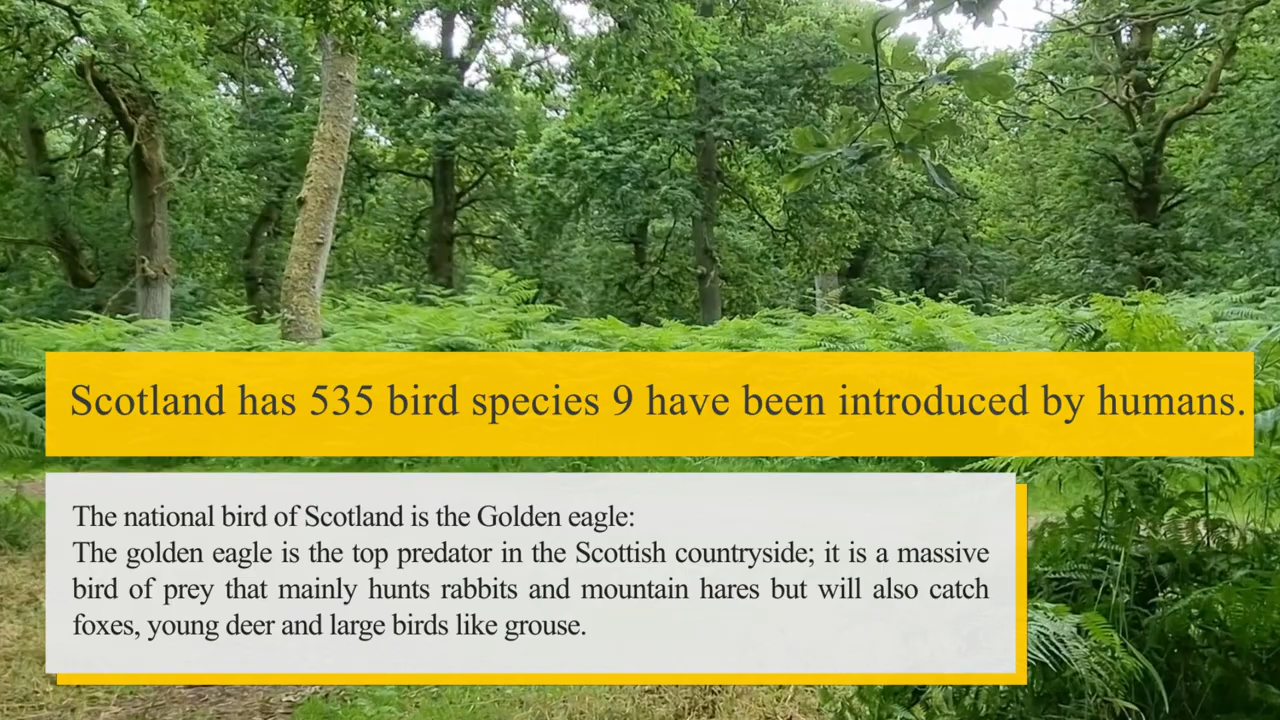 Scotland has 535 bird species 9 have been introduced by humans.
The national bird of Scotland is the Golden eagle:
The golden eagle is the top predator in the Scottish countryside; it is a massive
bird of prey that mainly hunts rabbits and mountain hares but will also catch
foxes, young deer and large birds like grouse.